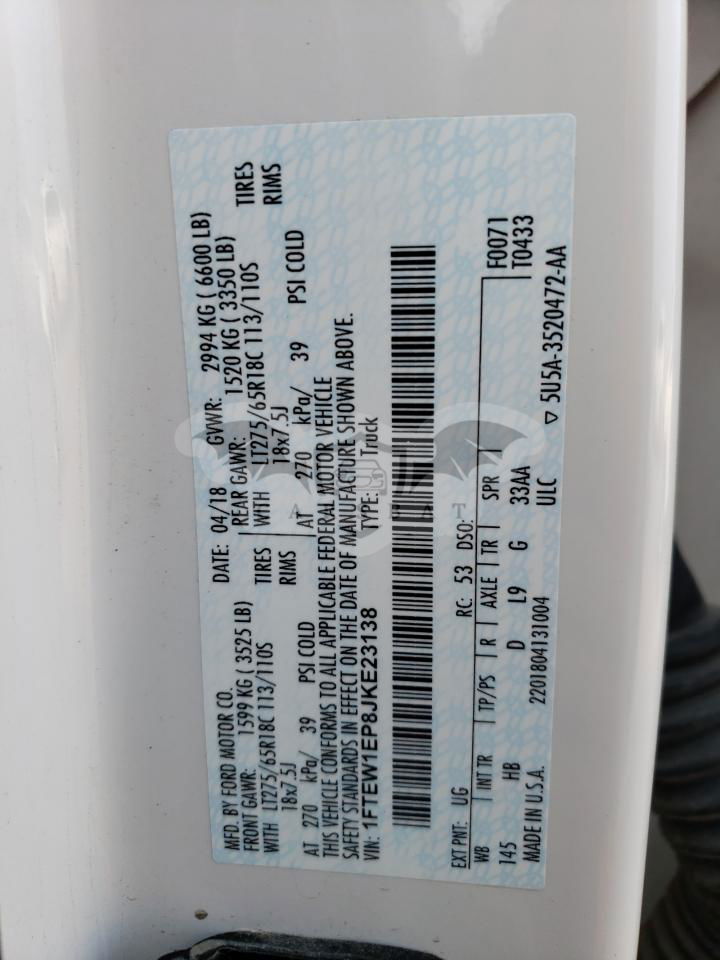 MFD. BY FORD MOTOR CO.
DATE: 04/18 GVWR: 2994 KG ( 6600 LB)
FRONT GAWR: 1599 KG ( 3525 LB) REAR GAWR: 1520 KG ( 3350 LB)
WITH LT275/65R18C 113/110S TIRES WITH LT275/65R18C 113/110S TIRES
18x7.5J RIMS 18x7.5J RIMS
AT 270 kPa/ 39 PSI COLD AT 270 kPa/ 39 PSI COLD
THIS VEHICLE CONFORMS TO ALL APPLICABLE FEDERAL MOTOR VEHICLE
SAFETY STANDARDS IN EFFECT ON THE DATE OF MANUFACTURE SHOWN ABOVE.
VIN: 1FTEW1EP8JKE23138 TYPE: Truck
EXT PNT: UG RC: 53 DSO:
WB INT TR TP/PS R AXLE TR SPR F0071
145 HB D L9 G 33AA T0433
MADE IN U.S.A. 2201804131004 ULC ▽ 5U5A-3520472-AA